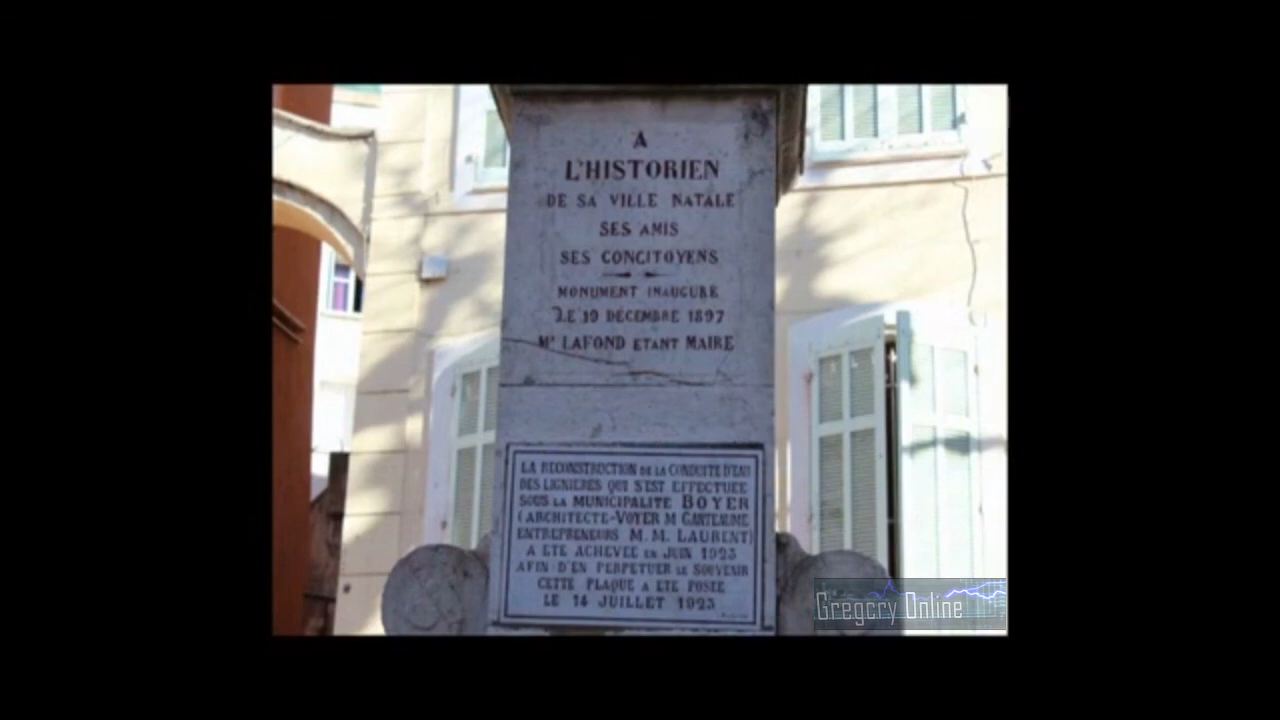 A
L'HISTORIEN
DE SA VILLE NATALE
SES AMIS
SES CONCITOYENS
MONUMENT INAUGURE
LE 19 DÉCEMBRE 1897
Mr LAFOND ETANT MAIRE
LA RECONSTRUCTION DE LA CONDUITE D'EAU
DES LIGNIERES QUI S'EST EFFECTUEE
SOUS LA MUNICIPALITE BOYER
(ARCHITECTE-VOYER M GANTEAUME
ENTREPRENEURS M.M. LAURENT)
A ETE ACHEVEE EN JUIN 1923
AFIN D'EN PERPETUER LE SOUVENIR
CETTE PLAQUE A ETE POSEE
LE 14 JUILLET 1923
Gregory Online